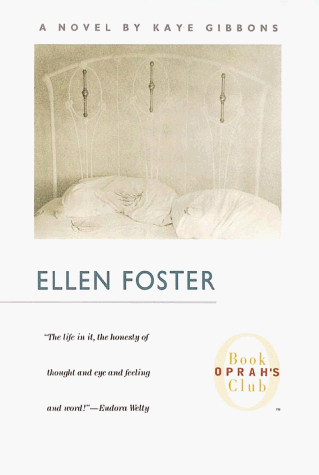 A NOVEL BY KAYE GIBBONS
ELLEN FOSTER
"The life in it, the honesty of
thought and eye and feeling
and word!"—Eudora Welty
Book
OPRAH'S
Club
™